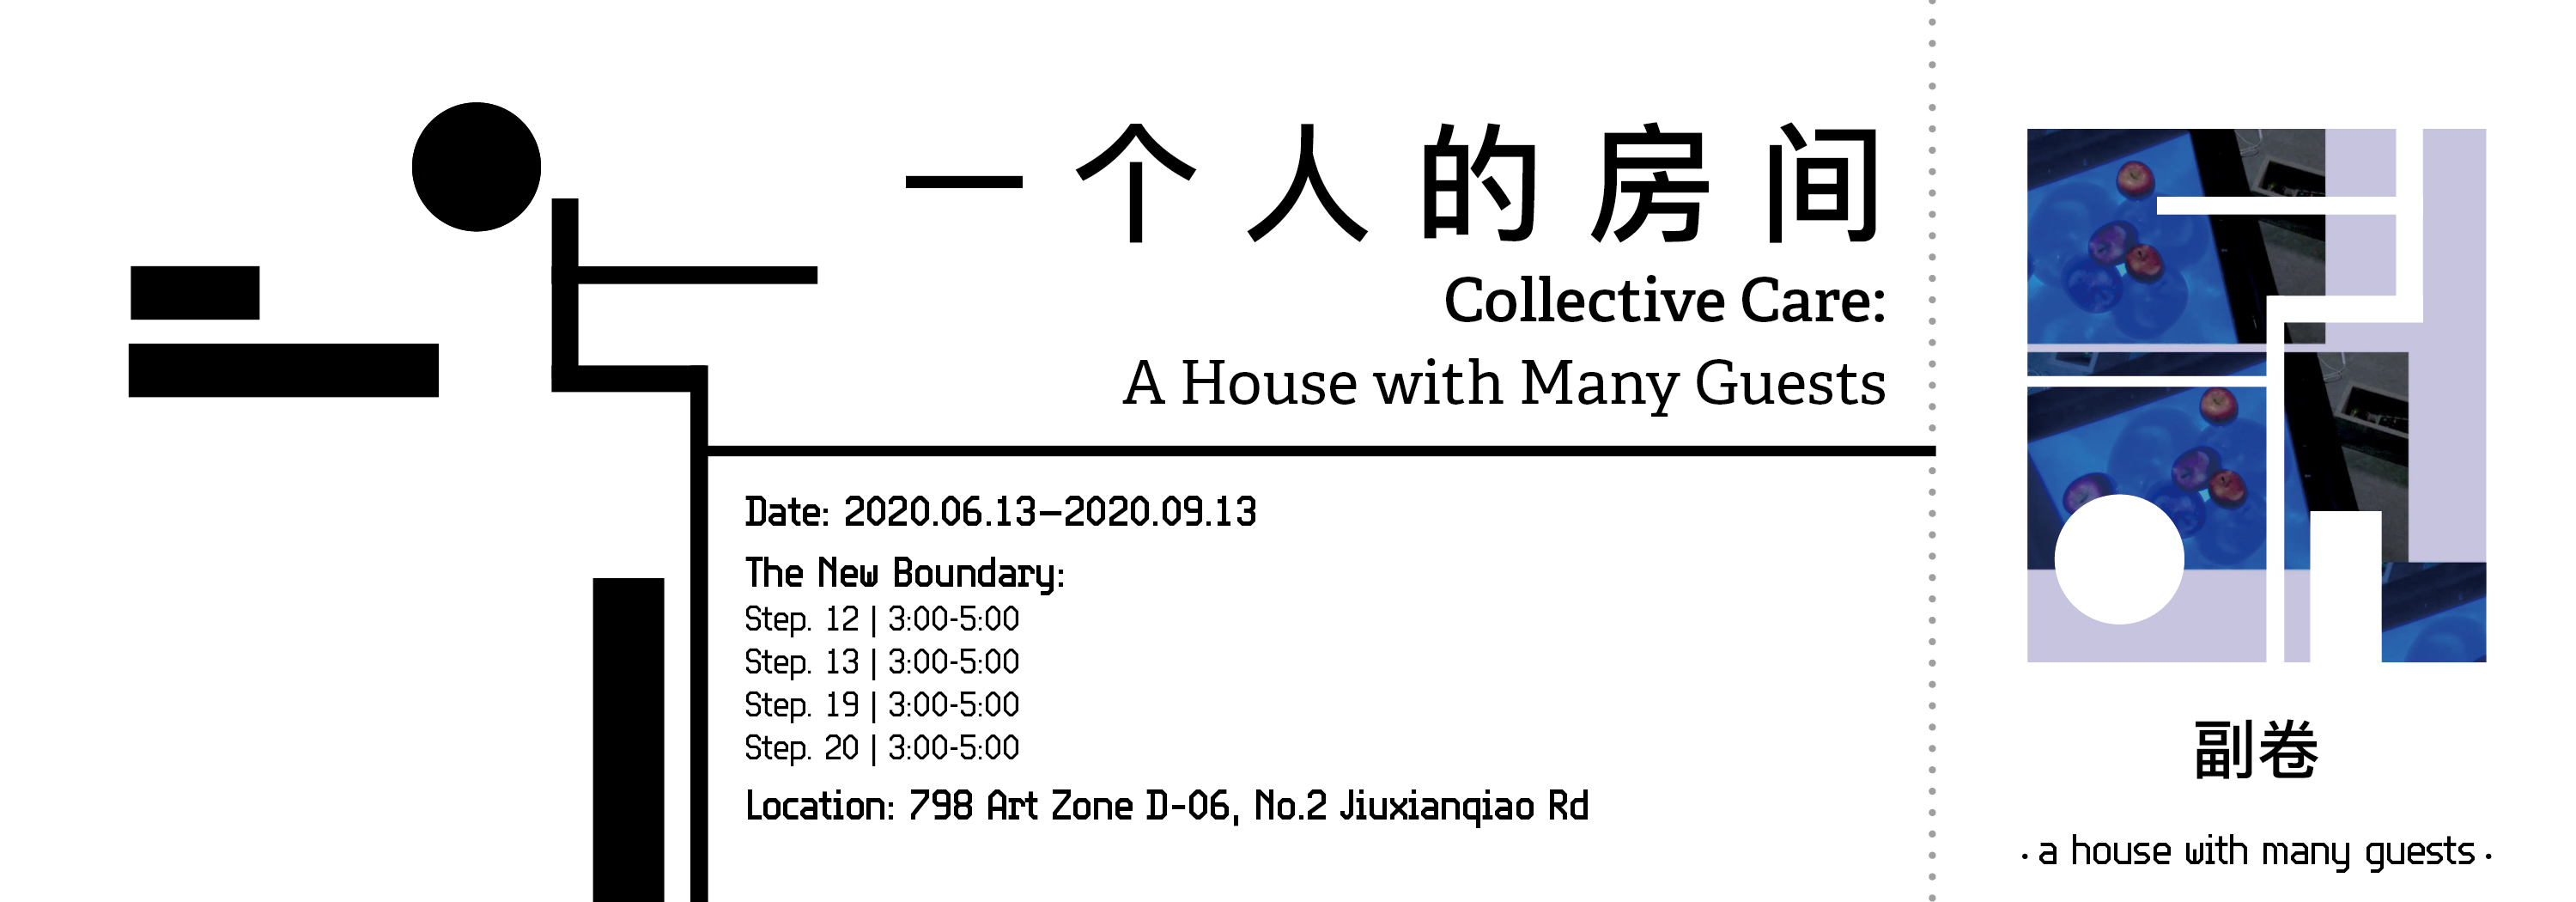 一个人的房间
Collective Care:
A House with Many Guests
Date: 2020.06.13–2020.09.13
The New Boundary:
Step. 12 | 3:00-5:00
Step. 13 | 3:00-5:00
Step. 19 | 3:00-5:00
Step. 20 | 3:00-5:00
Location: 798 Art Zone D-06, No.2 Jiuxianqiao Rd
副卷
· a house with many guests ·